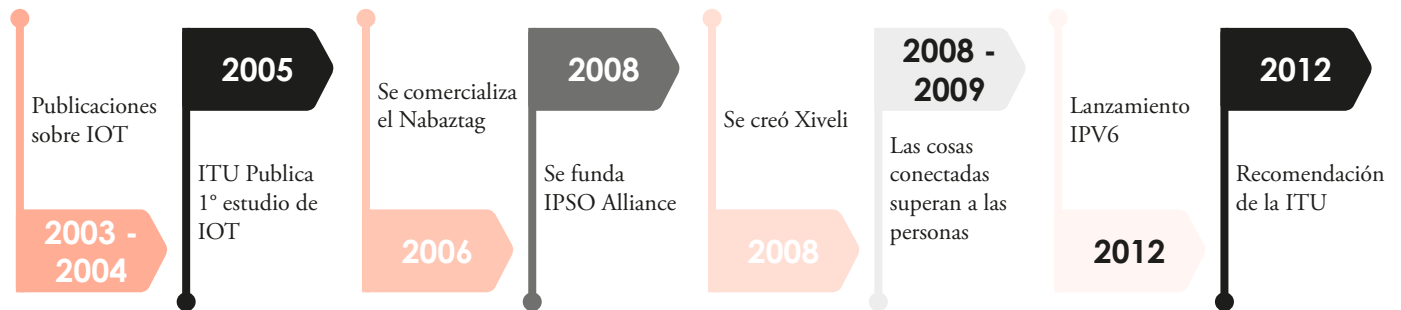 Publicaciones
sobre IOT
2003 -
2004
2005
ITU Publica
1° estudio de
IOT
Se comercializa
el Nabaztag
2006
2008
Se funda
IPSO Alliance
Se creó Xiveli
2008
2008 -
2009
Las cosas
conectadas
superan a las
personas
Lanzamiento
IPV6
2012
2012
Recomendación
de la ITU